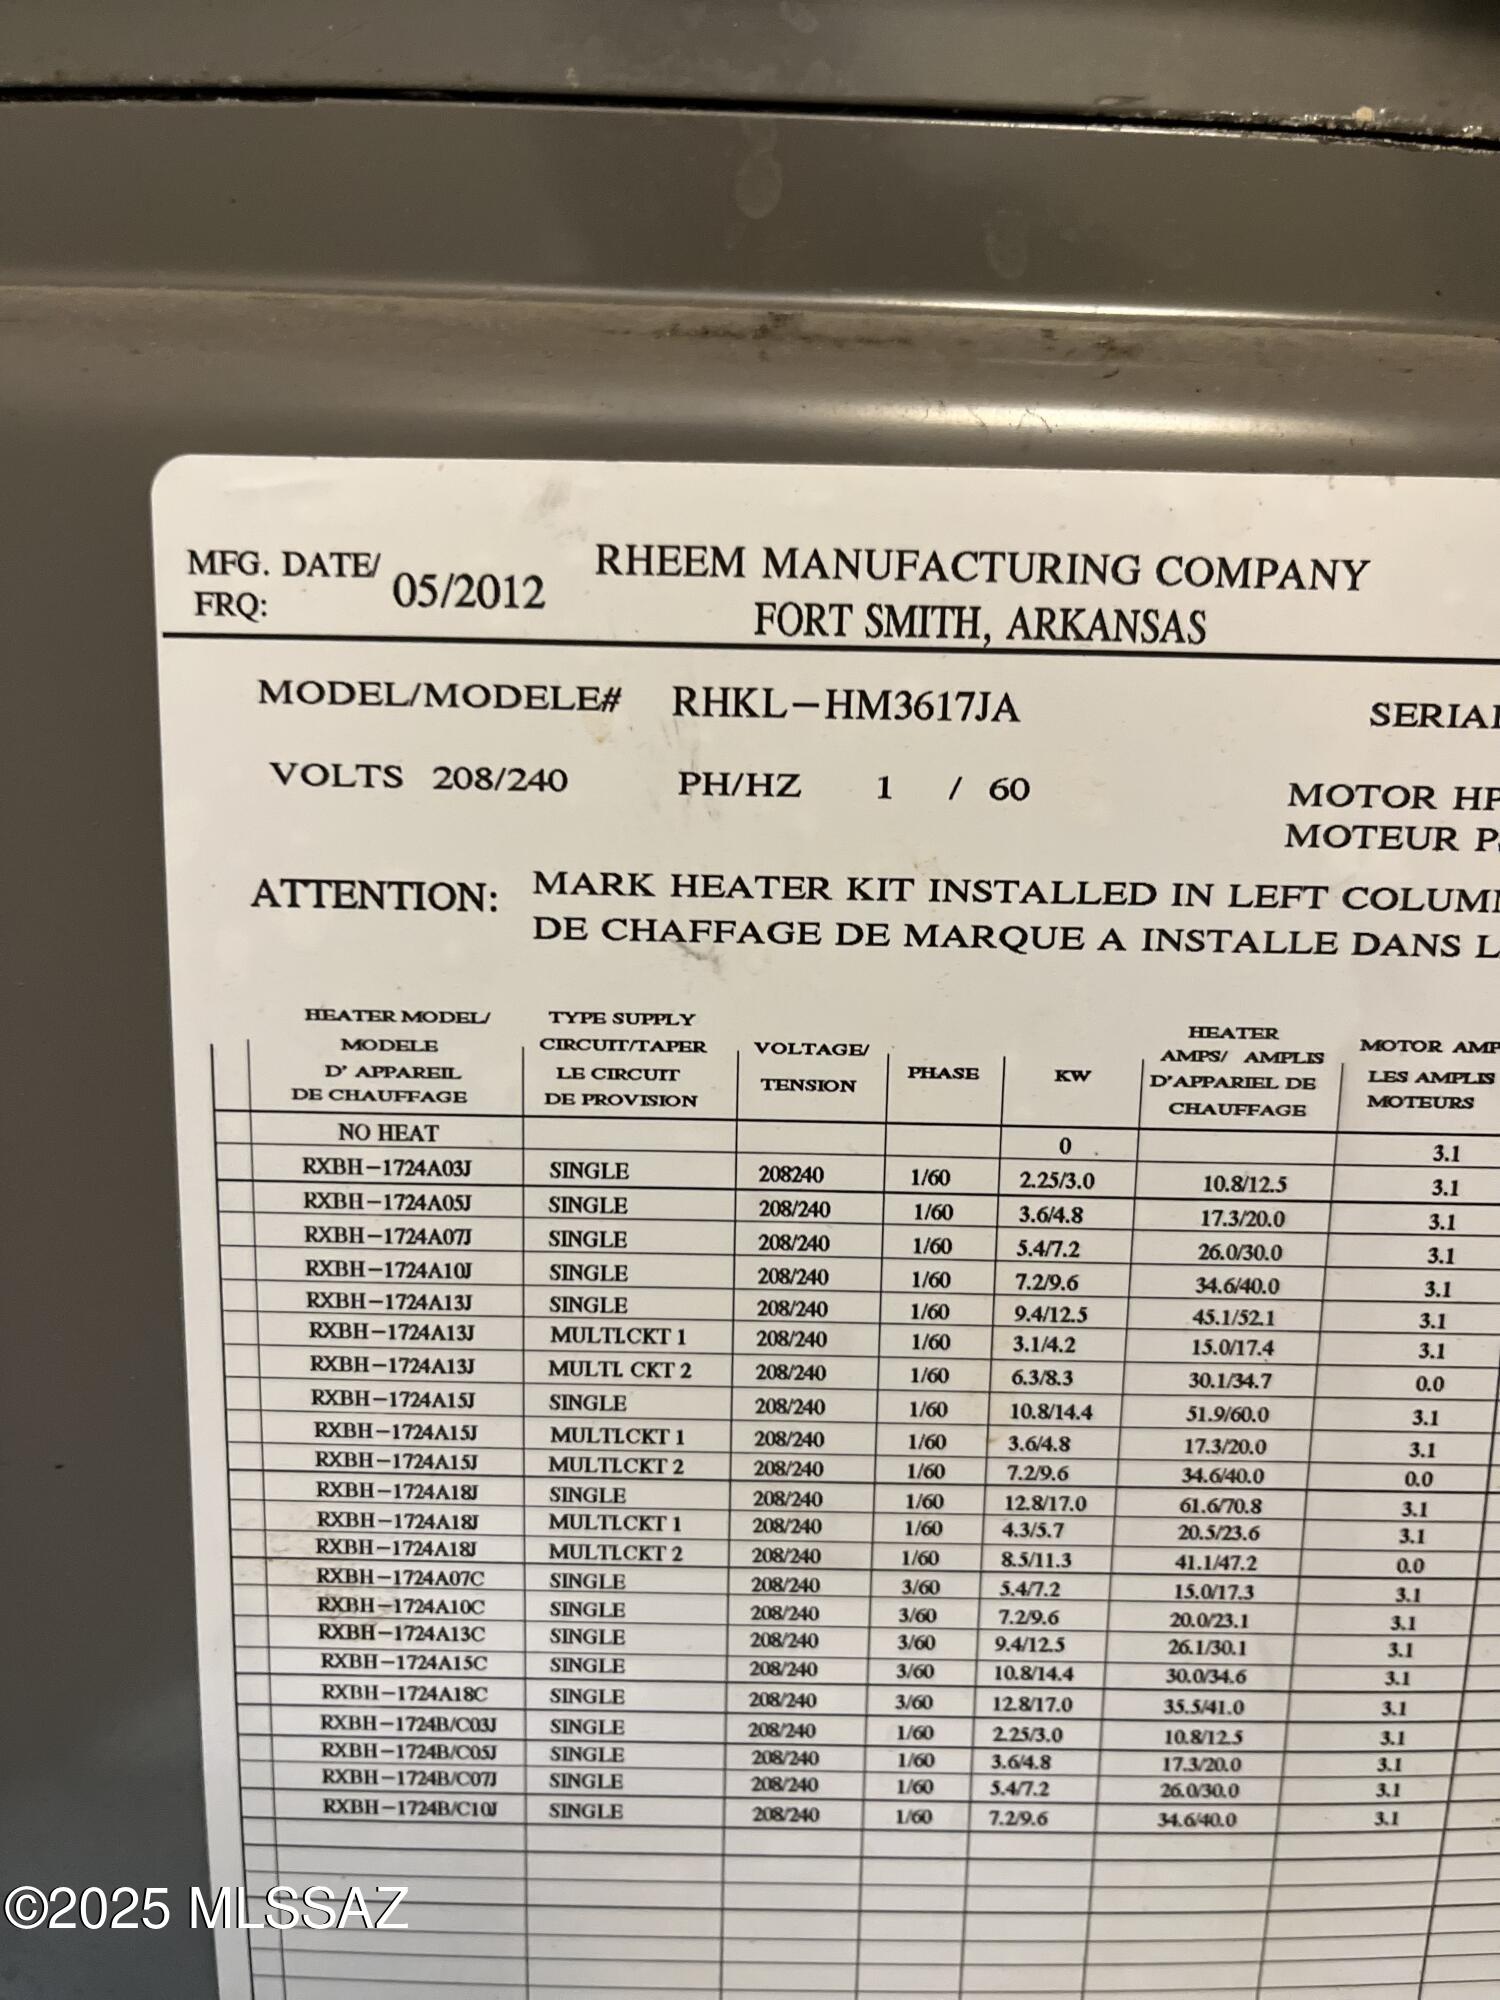 MFG. DATE/ 05/2012 RHEEM MANUFACTURING COMPANY
FRQ: FORT SMITH, ARKANSAS
MODEL/MODELE# RHKL-HM3617JA
VOLTS 208/240 PH/HZ 1 / 60 MOTOR HP
MOTEUR
ATTENTION: MARK HEATER KIT INSTALLED IN LEFT
DE CHAFFAGE DE MARQUE A INSTALLE DANS
HEATER MODEL/ MODELE D' APPAREIL DE CHAUFFAGE TYPE SUPPLY CIRCUIT/TAPER LE CIRCUIT DE PROVISION VOLTAGE/ TENSION PHASE KW HEATER AMPS/ AMPLIS D'APPARIEL DE CHAUFFAGE MOTOR AMP LES AMPLIS MOTEURS
NO HEAT 0 3.1
RXBH-1724A03J SINGLE 208240 1/60 2.25/3.0 10.8/12.5 3.1
RXBH-1724A05J SINGLE 208/240 1/60 3.6/4.8 17.3/20.0 3.1
RXBH-1724A07J SINGLE 208/240 1/60 5.4/7.2 26.0/30.0 3.1
RXBH-1724A10J SINGLE 208/240 1/60 7.2/9.6 34.6/40.0 3.1
RXBH-1724A13J SINGLE 208/240 1/60 9.4/12.5 45.1/52.1 3.1
RXBH-1724A13J MULTI.CKT 1 208/240 1/60 3.1/4.2 15.0/17.4 3.1
RXBH-1724A13J MULTI. CKT 2 208/240 1/60 6.3/8.3 30.1/34.7 0.0
RXBH-1724A15J SINGLE 208/240 1/60 10.8/14.4 51.9/60.0 3.1
RXBH-1724A15J MULTI.CKT 1 208/240 1/60 3.6/4.8 17.3/20.0 3.1
RXBH-1724A15J MULTI.CKT 2 208/240 1/60 7.2/9.6 34.6/40.0 0.0
RXBH-1724A18J SINGLE 208/240 1/60 12.8/17.0 61.6/70.8 3.1
RXBH-1724A18J MULTI.CKT 1 208/240 1/60 4.3/5.7 20.5/23.6 3.1
RXBH-1724A18J MULTI.CKT 2 208/240 1/60 8.5/11.3 41.1/47.2 0.0
RXBH-1724A07C SINGLE 208/240 3/60 5.4/7.2 15.0/17.3 3.1
RXBH-1724A10C SINGLE 208/240 3/60 7.2/9.6 20.0/23.1 3.1
RXBH-1724A13C SINGLE 208/240 3/60 9.4/12.5 26.1/30.1 3.1
RXBH-1724A15C SINGLE 208/240 3/60 10.8/14.4 30.0/34.6 3.1
RXBH-1724A18C SINGLE 208/240 3/60 12.8/17.0 35.5/41.0 3.1
RXBH-1724B/C03J SINGLE 208/240 1/60 2.25/3.0 10.8/12.5 3.1
RXBH-1724B/C05J SINGLE 208/240 1/60 3.6/4.8 17.3/20.0 3.1
RXBH-1724B/C07J SINGLE 208/240 1/60 5.4/7.2 26.0/30.0 3.1
RXBH-1724B/C10J SINGLE 208/240 1/60 7.2/9.6 34.6/40.0 3.1
©2025 MLSSAZ